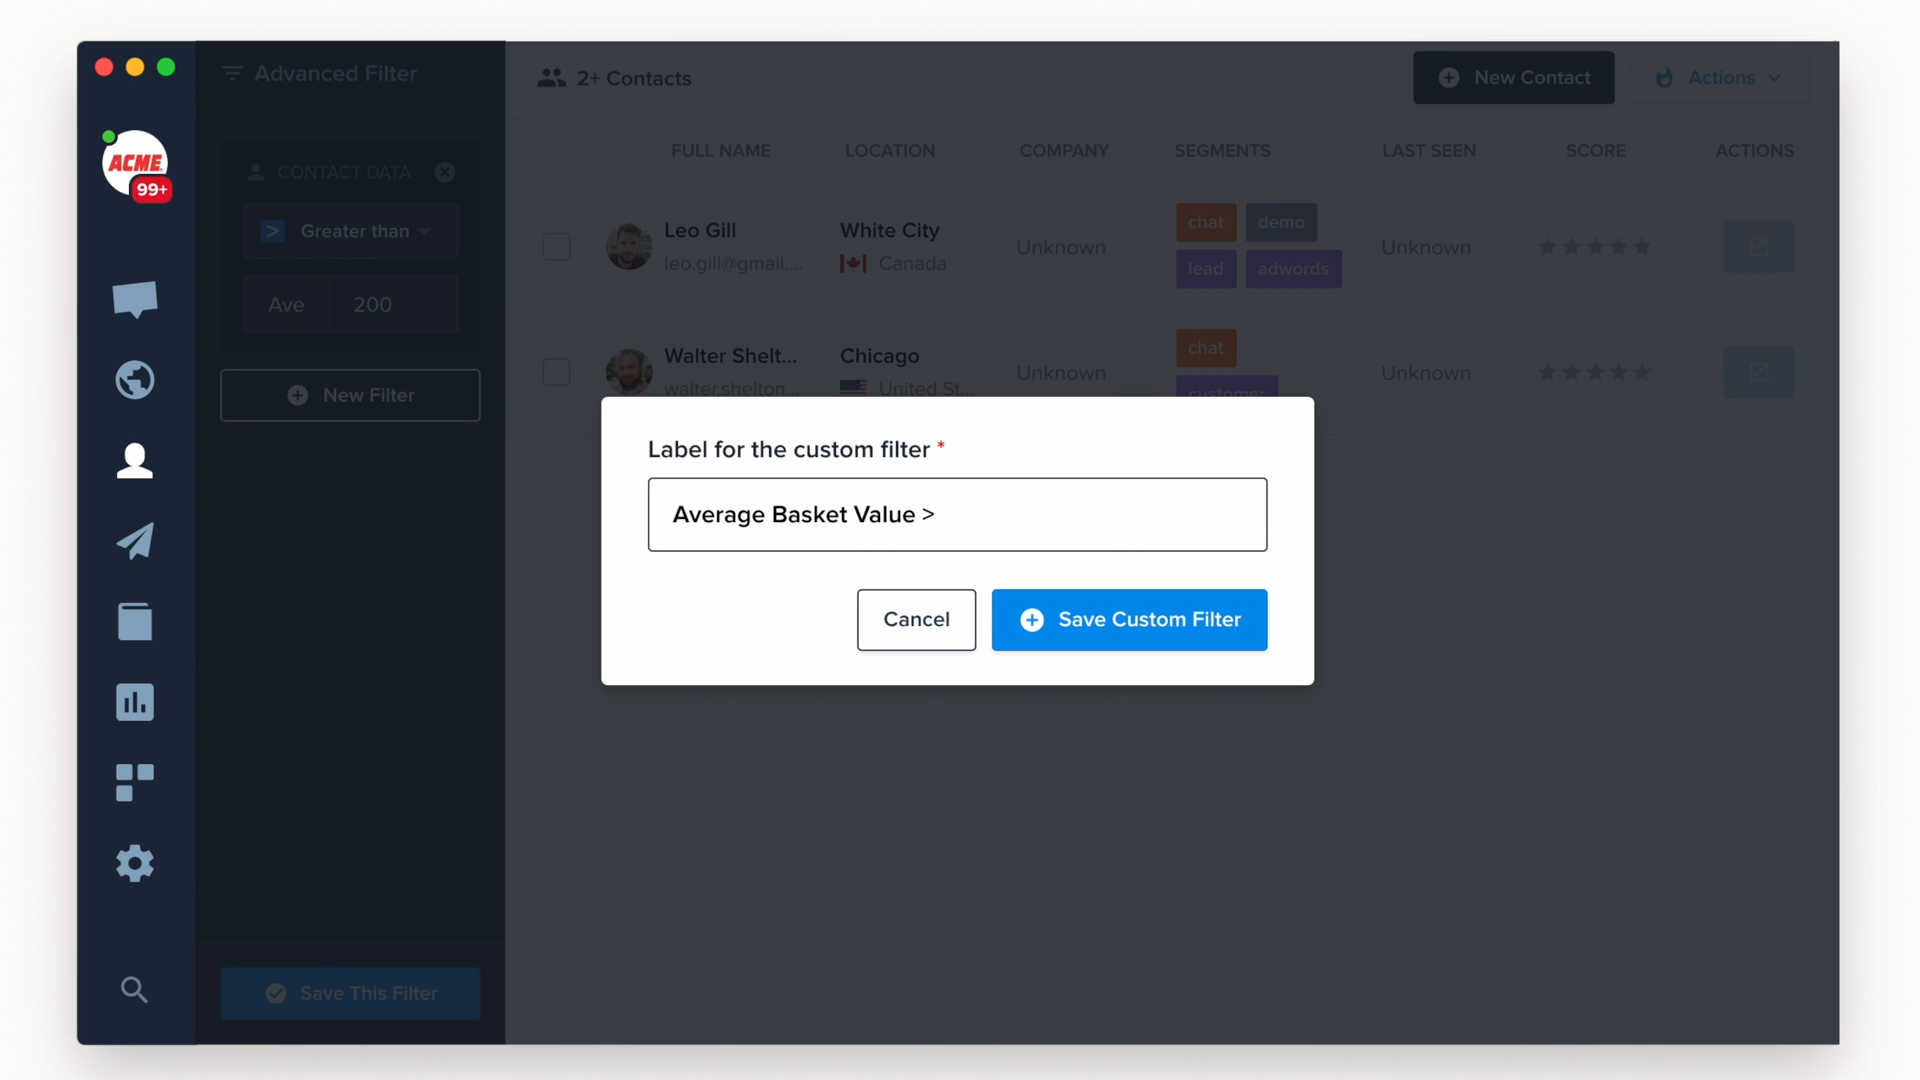 Advanced Filter
2+ Contacts
New Contact
Actions
ACME
99+
CONTACT DATA
> Greater than
Ave 200
New Filter
FULL NAME LOCATION COMPANY SEGMENTS LAST SEEN SCORE ACTIONS
Leo Gill White City Unknown chat demo Unknown
leo.gill@gmail.... Canada lead adwords
Walter Shelt... Chicago Unknown chat Unknown
walter.shelton... United St... customer
Label for the custom filter *
Average Basket Value >
Cancel
Save Custom Filter
Save This Filter